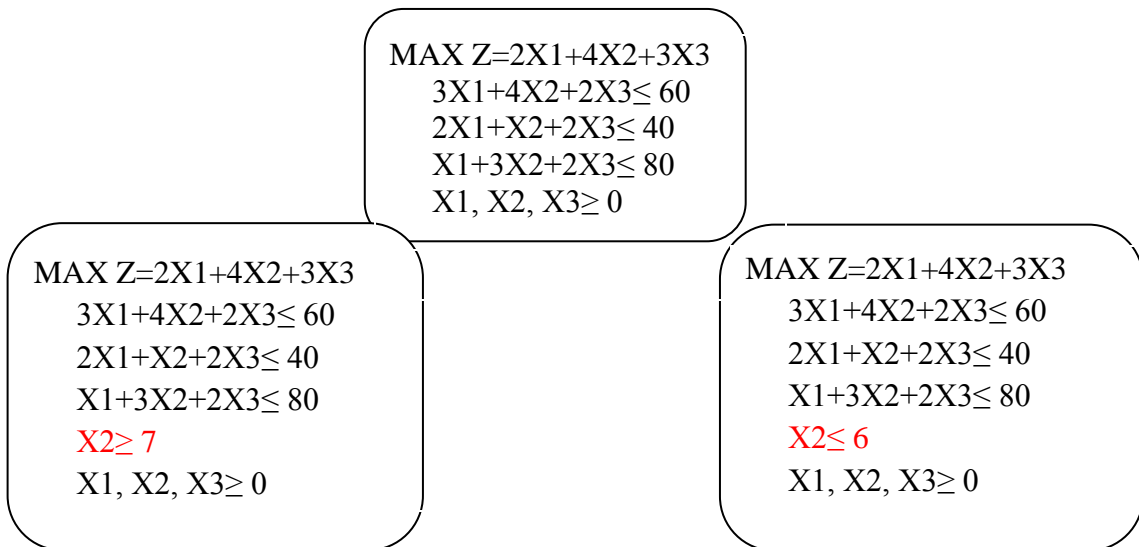 MAX Z=2X1+4X2+3X3
3X1+4X2+2X3≤ 60
2X1+X2+2X3≤ 40
X1+3X2+2X3≤ 80
X1, X2, X3≥ 0
MAX Z=2X1+4X2+3X3
3X1+4X2+2X3≤ 60
2X1+X2+2X3≤ 40
X1+3X2+2X3≤ 80
X2≥ 7
X1, X2, X3≥ 0
MAX Z=2X1+4X2+3X3
3X1+4X2+2X3≤ 60
2X1+X2+2X3≤ 40
X1+3X2+2X3≤ 80
X2≤ 6
X1, X2, X3≥ 0